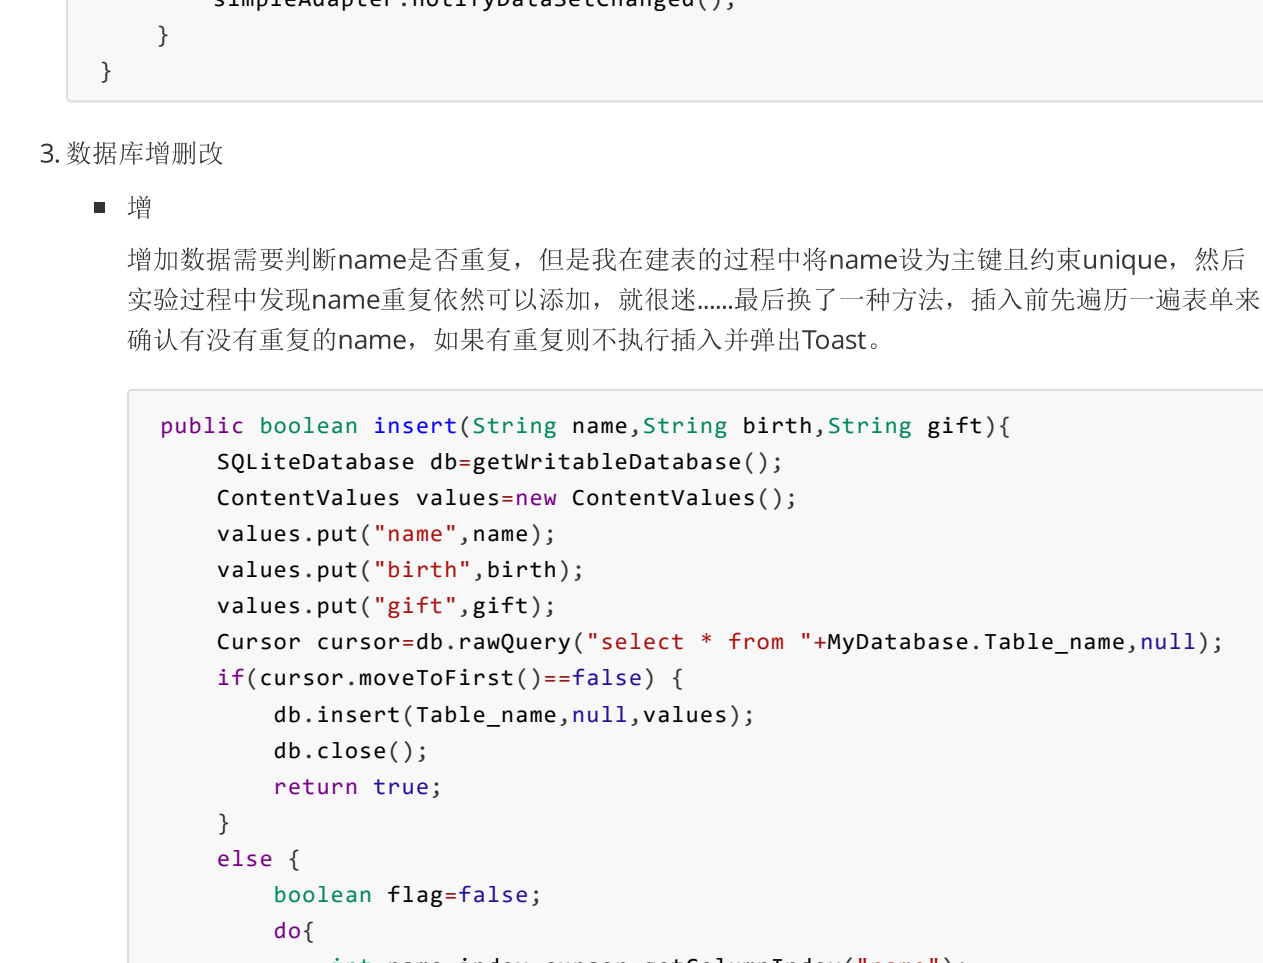 simpleAdapter.notifyDataSetChanged();
}
}
3. 数据库增删改
■ 增
增加数据需要判断name是否重复，但是我在建表的过程中将name设为主键且约束unique，然后
实验过程中发现name重复依然可以添加，就很迷......最后换了一种方法，插入前先遍历一遍表单来
确认有没有重复的name，如果有重复则不执行插入并弹出Toast。
public boolean insert(String name,String birth,String gift){
SQLiteDatabase db=getWritableDatabase();
ContentValues values=new ContentValues();
values.put("name",name);
values.put("birth",birth);
values.put("gift",gift);
Cursor cursor=db.rawQuery("select * from "+MyDatabase.Table_name,null);
if(cursor.moveToFirst()==false) {
db.insert(Table_name,null,values);
db.close();
return true;
}
else {
boolean flag=false;
do{
int name_index=cursor.getColumnIndex("name");